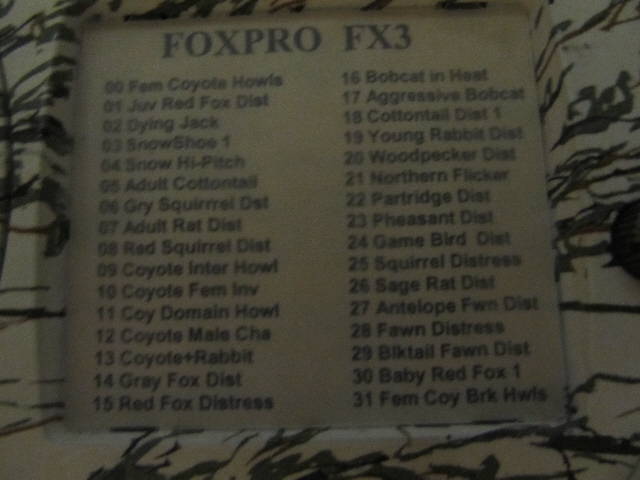 FOXPRO FX3
00 Fem Coyote Howls
01 Juv Red Fox Dist
02 Dying Jack
03 SnowShoe 1
04 Snow Hi-Pitch
05 Adult Cottontail
06 Gry Squirrrel Dst
07 Adult Rat Dist
08 Red Squirrel Dist
09 Coyote Inter Howl
10 Coyote Fem Inv
11 Coy Domain Howl
12 Coyote Male Cha
13 Coyote+Rabbit
14 Gray Fox Dist
15 Red Fox Distress
16 Bobcat in Heat
17 Aggressive Bobcat
18 Cottontail Dist 1
19 Young Rabbit Dist
20 Woodpecker Dist
21 Northern Flicker
22 Partridge Dist
23 Pheasant Dist
24 Game Bird Dist
25 Squirrel Distress
26 Sage Rat Dist
27 Antelope Fwn Dist
28 Fawn Distress
29 Blktail Fawn Dist
30 Baby Red Fox 1
31 Fem Coy Brk Hwls